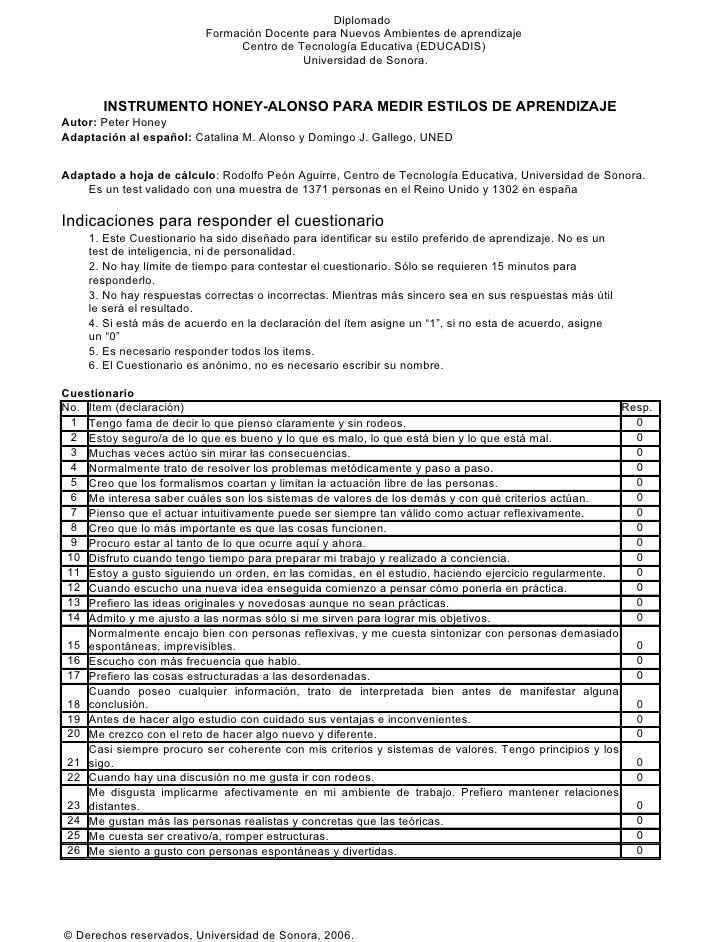 Diplomado
Formación Docente para Nuevos Ambientes de aprendizaje
Centro de Tecnología Educativa (EDUCADIS)
Universidad de Sonora.
INSTRUMENTO HONEY-ALONSO PARA MEDIR ESTILOS DE APRENDIZAJE
Autor: Peter Honey
Adaptación al español: Catalina M. Alonso y Domingo J. Gallego, UNED
Adaptado a hoja de cálculo: Rodolfo Peón Aguirre, Centro de Tecnología Educativa, Universidad de Sonora.
Es un test validado con una muestra de 1371 personas en el Reino Unido y 1302 en españa
Indicaciones para responder el cuestionario
1. Este Cuestionario ha sido diseñado para identificar su estilo preferido de aprendizaje. No es un
test de inteligencia, ni de personalidad.
2. No hay límite de tiempo para contestar el cuestionario. Sólo se requieren 15 minutos para
responderlo.
3. No hay respuestas correctas o incorrectas. Mientras más sincero sea en sus respuestas más útil
le será el resultado.
4. Si está más de acuerdo en la declaración del ítem asigne un “1”, si no esta de acuerdo, asigne
un “0”
5. Es necesario responder todos los items.
6. El Cuestionario es anónimo, no es necesario escribir su nombre.
Cuestionario
No. Item (declaración) Resp.
1 Tengo fama de decir lo que pienso claramente y sin rodeos. 0
2 Estoy seguro/a de lo que es bueno y lo que es malo, lo que está bien y lo que está mal. 0
3 Muchas veces actúo sin mirar las consecuencias. 0
4 Normalmente trato de resolver los problemas metódicamente y paso a paso. 0
5 Creo que los formalismos coartan y limitan la actuación libre de las personas. 0
6 Me interesa saber cuáles son los sistemas de valores de los demás y con qué criterios actúan. 0
7 Pienso que el actuar intuitivamente puede ser siempre tan válido como actuar reflexivamente. 0
8 Creo que lo más importante es que las cosas funcionen. 0
9 Procuro estar al tanto de lo que ocurre aquí y ahora. 0
10 Disfruto cuando tengo tiempo para preparar mi trabajo y realizado a conciencia. 0
11 Estoy a gusto siguiendo un orden, en las comidas, en el estudio, haciendo ejercicio regularmente. 0
12 Cuando escucho una nueva idea enseguida comienzo a pensar cómo ponerla en práctica. 0
13 Prefiero las ideas originales y novedosas aunque no sean prácticas. 0
14 Admito y me ajusto a las normas sólo si me sirven para lograr mis objetivos. 0
Normalmente encajo bien con personas reflexivas, y me cuesta sintonizar con personas demasiado
15 espontáneas, imprevisibles. 0
16 Escucho con más frecuencia que hablo. 0
17 Prefiero las cosas estructuradas a las desordenadas. 0
Cuando poseo cualquier información, trato de interpretada bien antes de manifestar alguna
18 conclusión. 0
19 Antes de hacer algo estudio con cuidado sus ventajas e inconvenientes. 0
20 Me crezco con el reto de hacer algo nuevo y diferente. 0
Casi siempre procuro ser coherente con mis criterios y sistemas de valores. Tengo principios y los
21 sigo. 0
22 Cuando hay una discusión no me gusta ir con rodeos. 0
Me disgusta implicarme afectivamente en mi ambiente de trabajo. Prefiero mantener relaciones
23 distantes. 0
24 Me gustan más las personas realistas y concretas que las teóricas. 0
25 Me cuesta ser creativo/a, romper estructuras. 0
26 Me siento a gusto con personas espontáneas y divertidas. 0
© Derechos reservados, Universidad de Sonora, 2006.